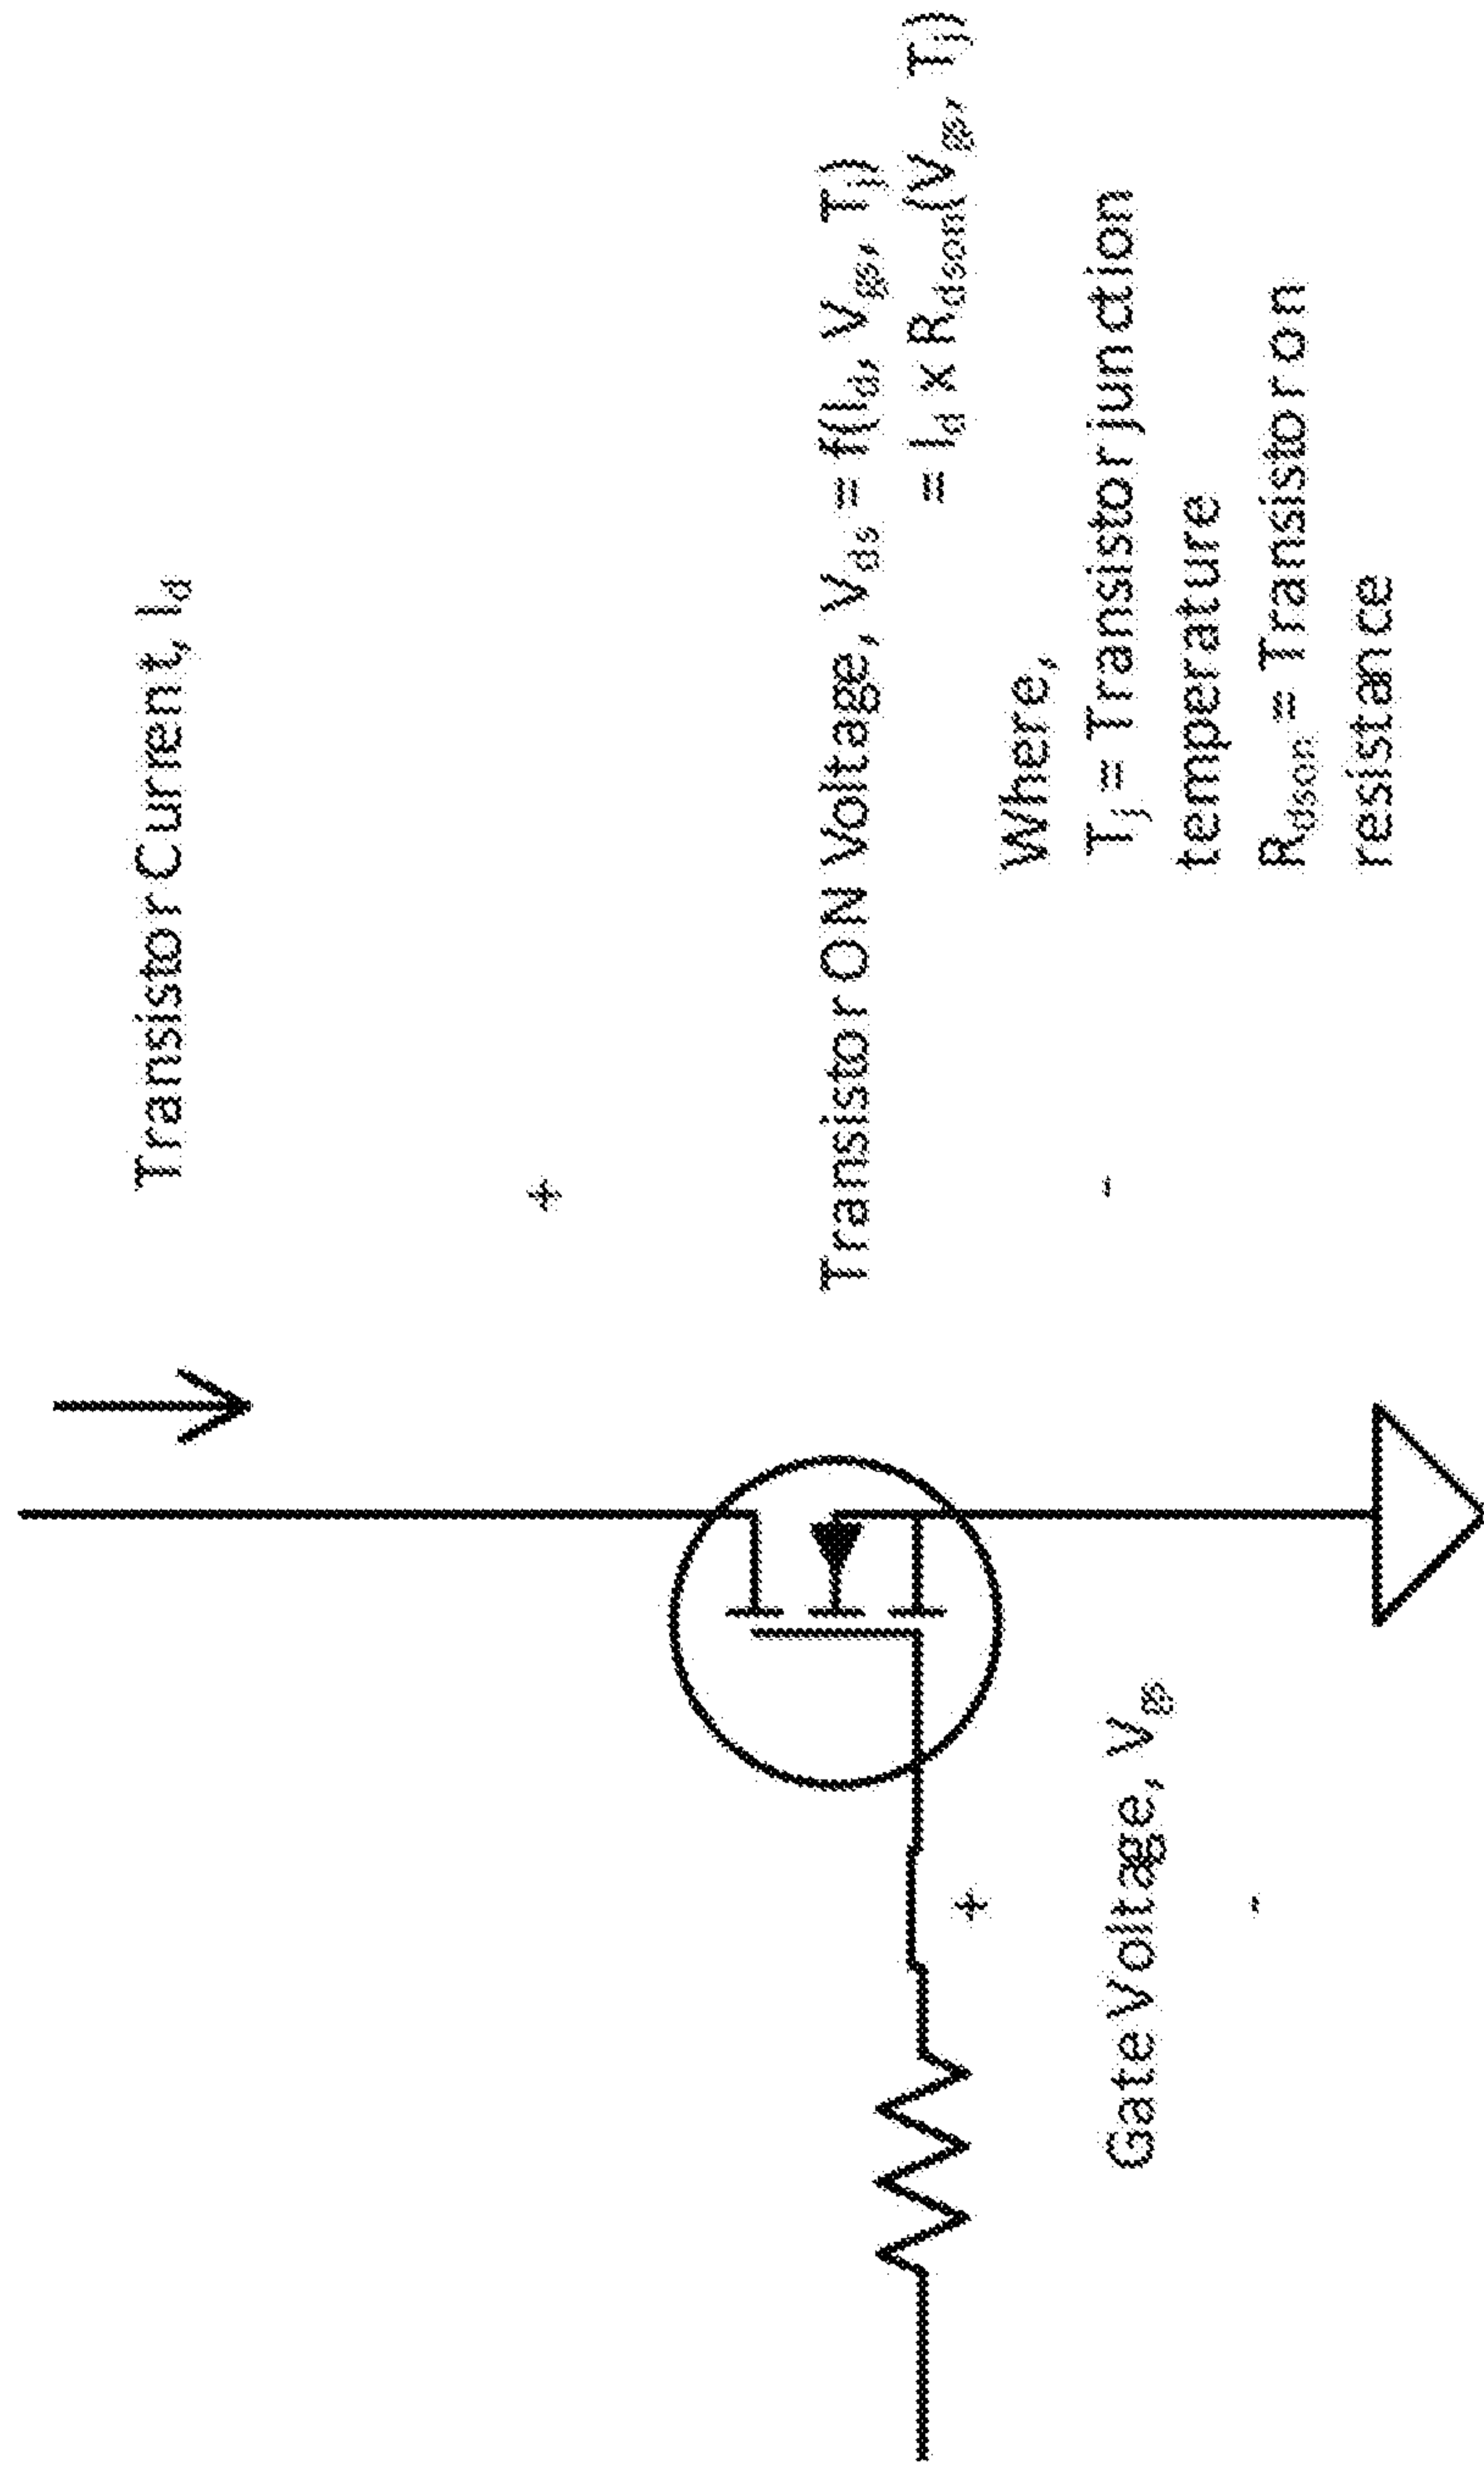 Transistor Current, Id
+
Transistor ON Voltage, Vds = f(Id, Vgs, Tj)
= Id x Rdson(Vgs, Tj)
-
Where,
Tj = Transistor junction
temperature
Rdson = Transistor on
resistance
+
Gate Voltage, Vgs
-